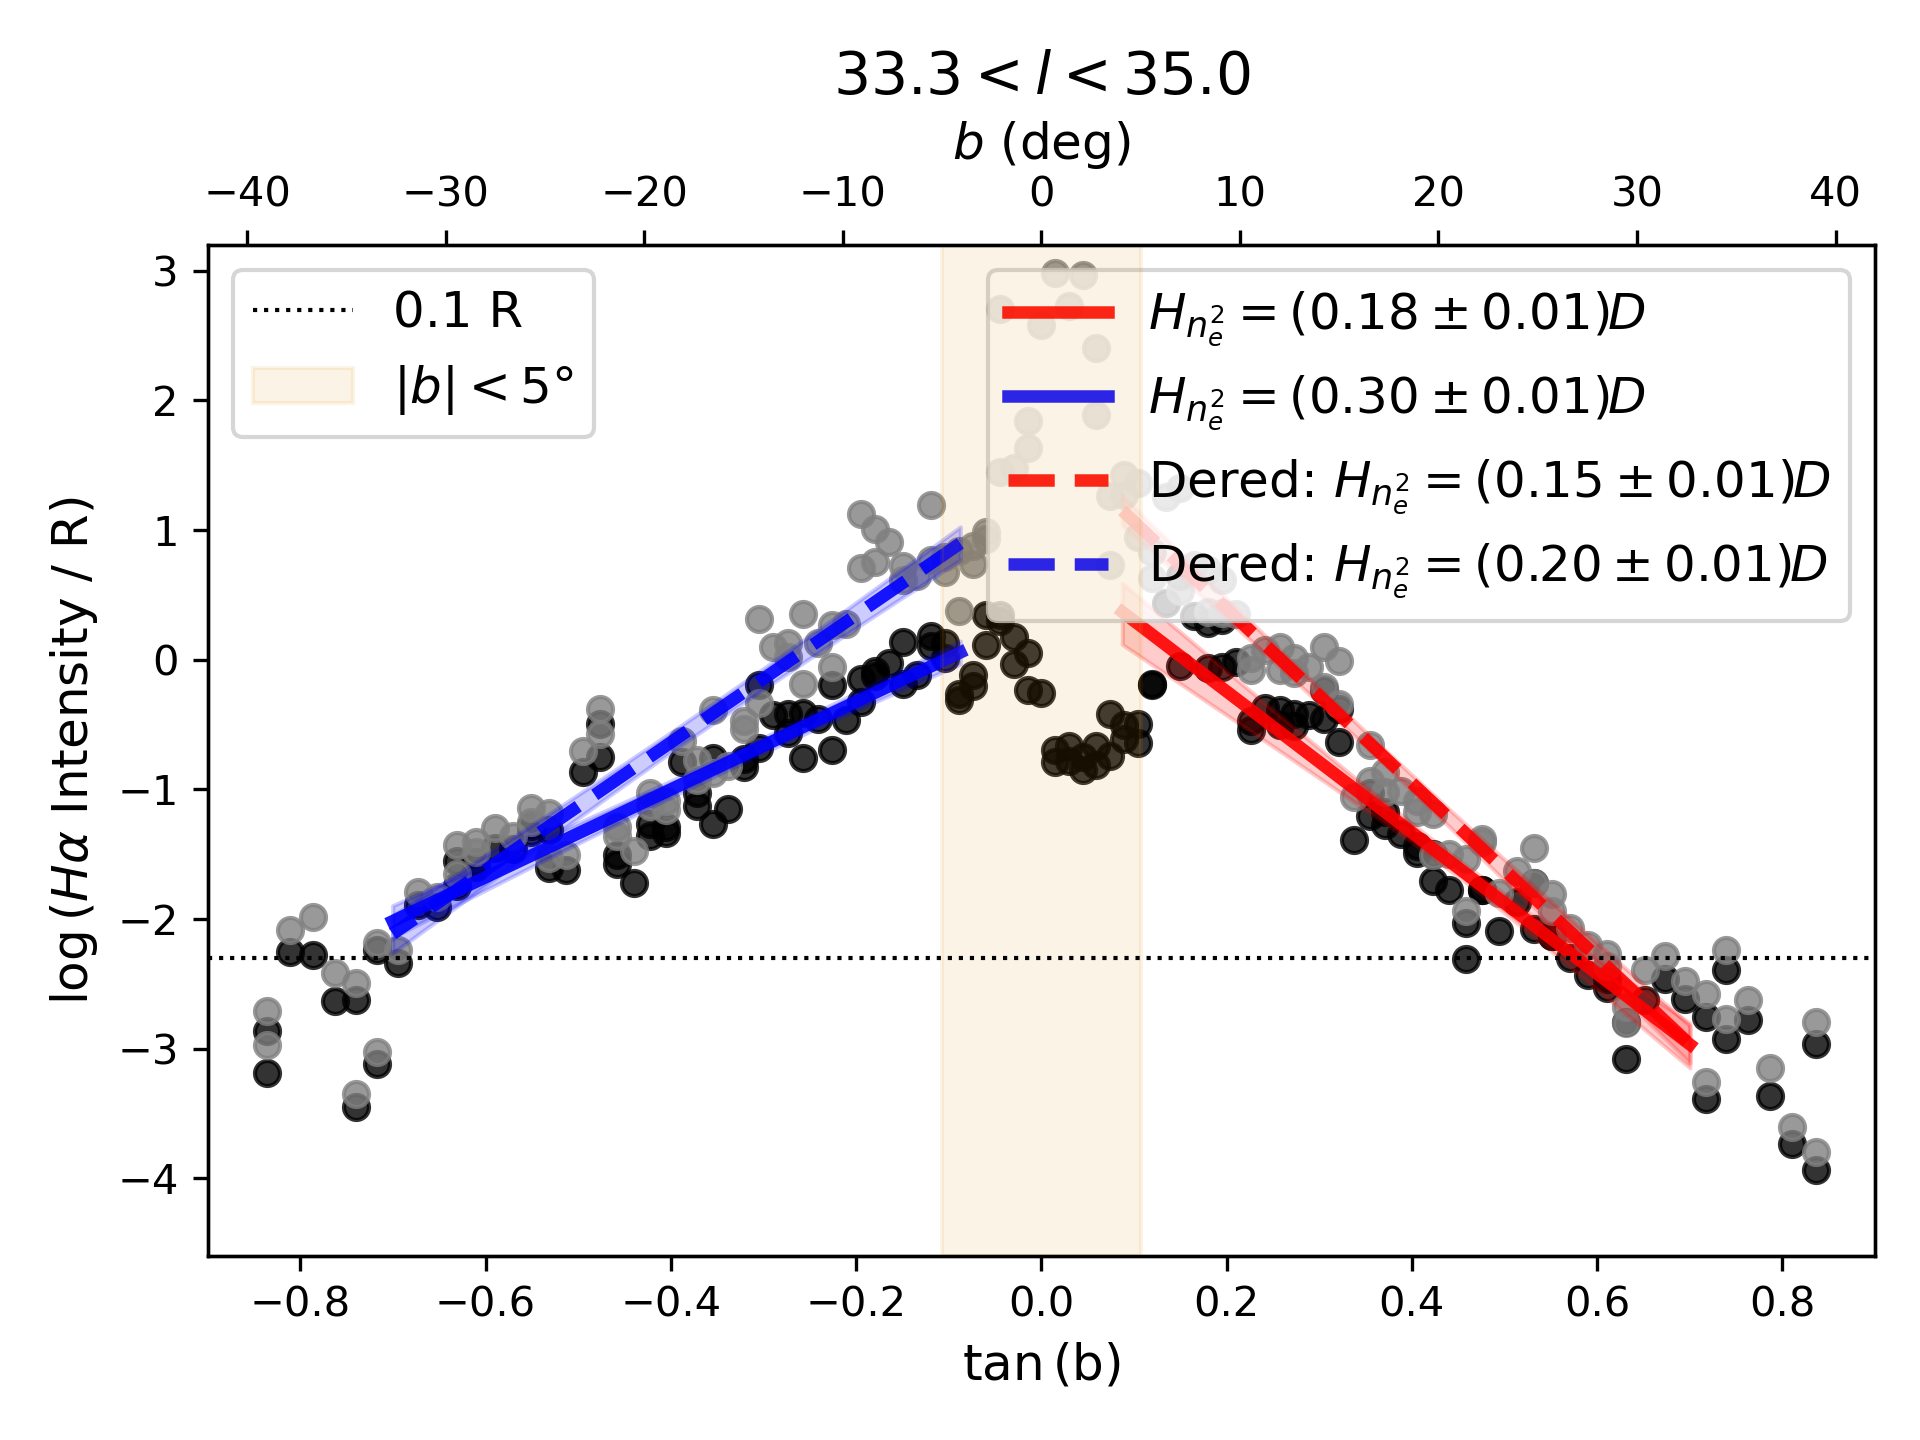 33.3 < l < 35.0
b (deg)
−40 −30 −20 −10 0 10 20 30 40
3
2
1
0
−1
−2
−3
−4
log (Hα Intensity / R)
0.1 R
|b| < 5°
H_{n_e^2} = (0.18 ± 0.01)D
H_{n_e^2} = (0.30 ± 0.01)D
Dered: H_{n_e^2} = (0.15 ± 0.01)D
Dered: H_{n_e^2} = (0.20 ± 0.01)D
−0.8 −0.6 −0.4 −0.2 0.0 0.2 0.4 0.6 0.8
tan (b)